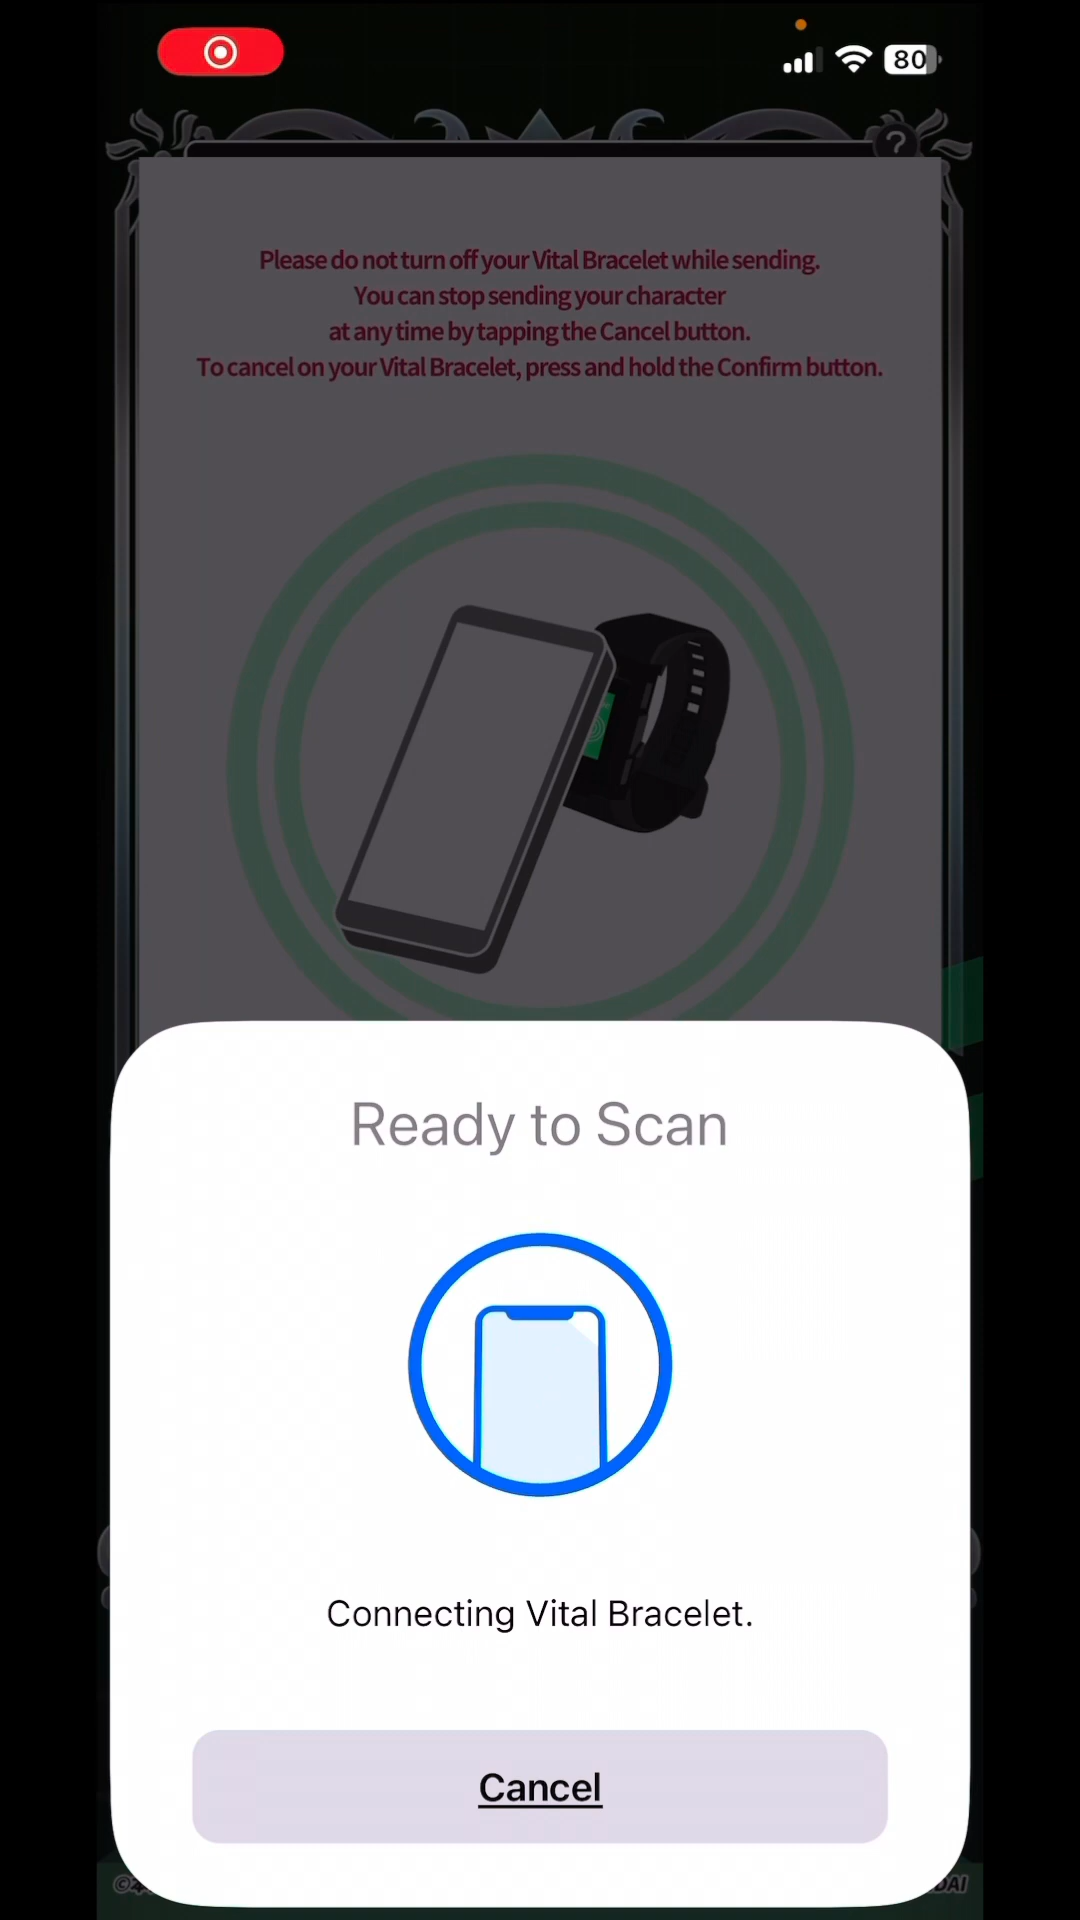 80
?
Please do not turn off your Vital Bracelet while sending.
You can stop sending your character
at any time by tapping the Cancel button.
To cancel on your Vital Bracelet, press and hold the Confirm button.
Ready to Scan
Connecting Vital Bracelet.
Cancel